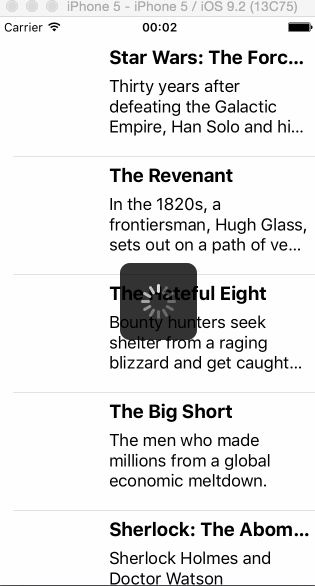 iPhone 5 - iPhone 5 / iOS 9.2 (13C75)
Carrier 00:02
Star Wars: The Forc...
Thirty years after
defeating the Galactic
Empire, Han Solo and hi...
The Revenant
In the 1820s, a
frontiersman, Hugh Glass,
sets out on a path of ve...
The Hateful Eight
Bounty hunters seek
shelter from a raging
blizzard and get caught...
The Big Short
The men who made
millions from a global
economic meltdown.
Sherlock: The Abom...
Sherlock Holmes and
Doctor Watson